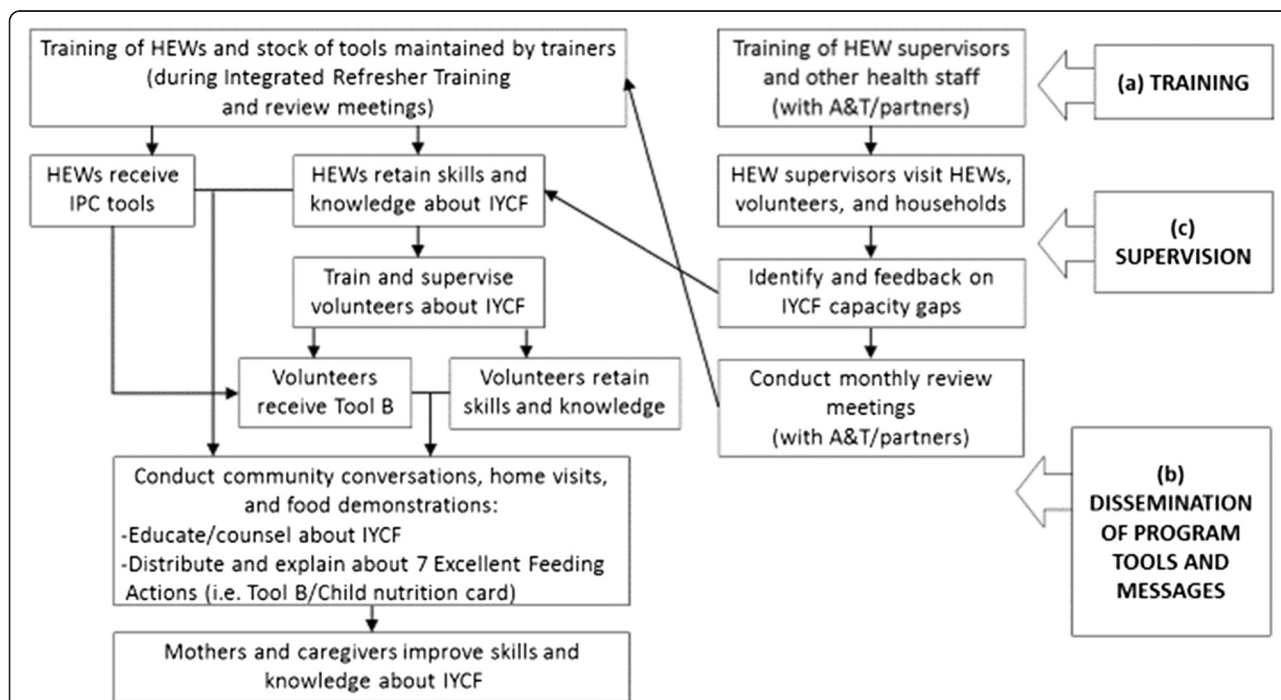 Training of HEWs and stock of tools maintained by trainers
(during Integrated Refresher Training
and review meetings)
Training of HEW supervisors
and other health staff
(with A&T/partners)
(a) TRAINING
HEWs receive
IPC tools
HEWs retain skills and
knowledge about IYCF
HEW supervisors visit HEWs,
volunteers, and households
(c)
SUPERVISION
Train and supervise
volunteers about IYCF
Identify and feedback on
IYCF capacity gaps
Volunteers
receive Tool B
Volunteers retain
skills and knowledge
Conduct monthly review
meetings
(with A&T/partners)
(b)
DISSEMINATION
OF PROGRAM
TOOLS AND
MESSAGES
Conduct community conversations, home visits,
and food demonstrations:
-Educate/counsel about IYCF
-Distribute and explain about 7 Excellent Feeding
Actions (i.e. Tool B/Child nutrition card)
Mothers and caregivers improve skills and
knowledge about IYCF